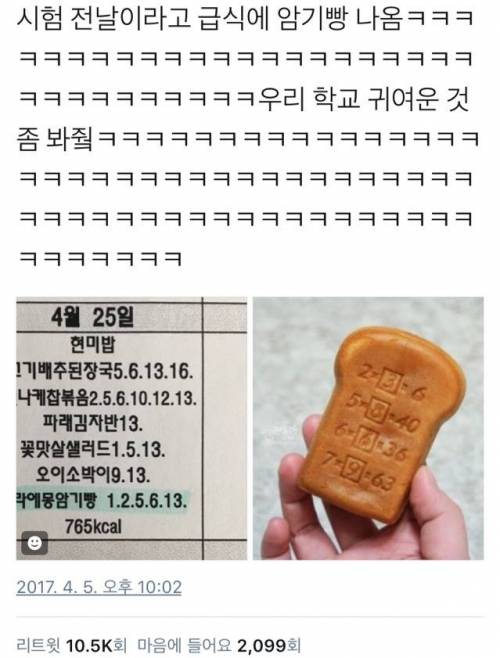 시험 전날이라고 급식에 암기빵 나옴ㅋㅋㅋ
ㅋㅋㅋㅋㅋㅋㅋㅋㅋㅋㅋㅋㅋㅋㅋㅋㅋㅋㅋ
ㅋㅋㅋㅋㅋㅋㅋㅋㅋㅋ우리 학교 귀여운 것
좀 봐줰ㅋㅋㅋㅋㅋㅋㅋㅋㅋㅋㅋㅋㅋㅋㅋㅋ
ㅋㅋㅋㅋㅋㅋㅋㅋㅋㅋㅋㅋㅋㅋㅋㅋㅋㅋㅋ
ㅋㅋㅋㅋㅋㅋㅋㅋㅋㅋㅋㅋㅋㅋㅋㅋㅋㅋㅋ
ㅋㅋㅋㅋㅋㅋㅋ
4월 25일
현미밥
고기배추된장국5.6.13.16.
나케찹볶음2.5.6.10.12.13.
파래김자반13.
꽃맛살샐러드1.5.13.
오이소박이9.13.
라에몽암기빵 1.2.5.6.13.
765kcal
2×3=6
5×8=40
6×6=36
7×9=63
2017. 4. 5. 오후 10:02
리트윗 10.5K회 마음에 들어요 2,099회